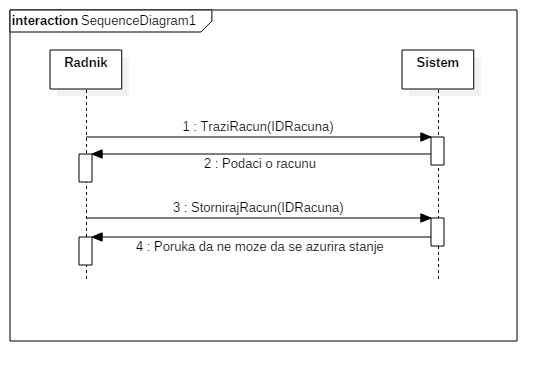 interaction SequenceDiagram1
Radnik
Sistem
1 : TraziRacun(IDRacuna)
2 : Podaci o racunu
3 : StornirajRacun(IDRacuna)
4 : Poruka da ne moze da se azurira stanje